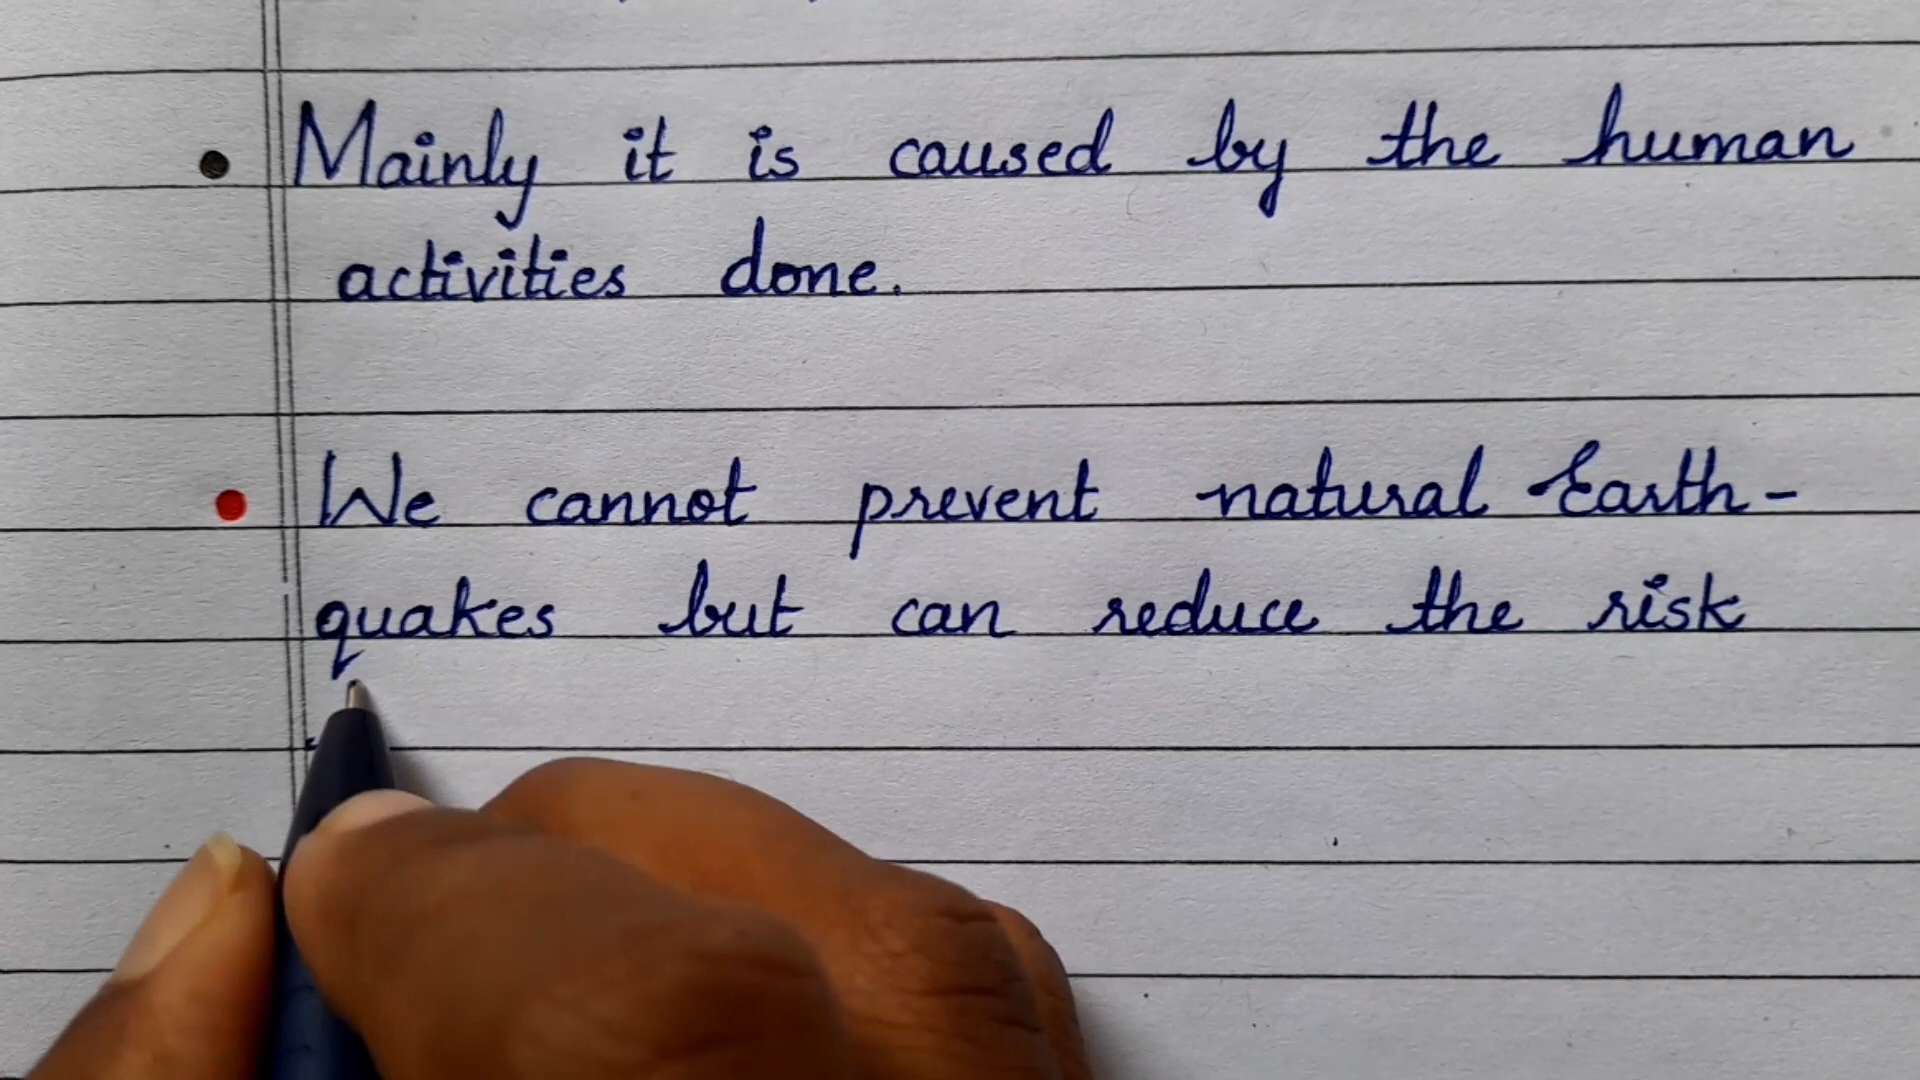 • Mainly it is caused by the human
activities done.
• We cannot prevent natural Earth-
quakes but can reduce the risk